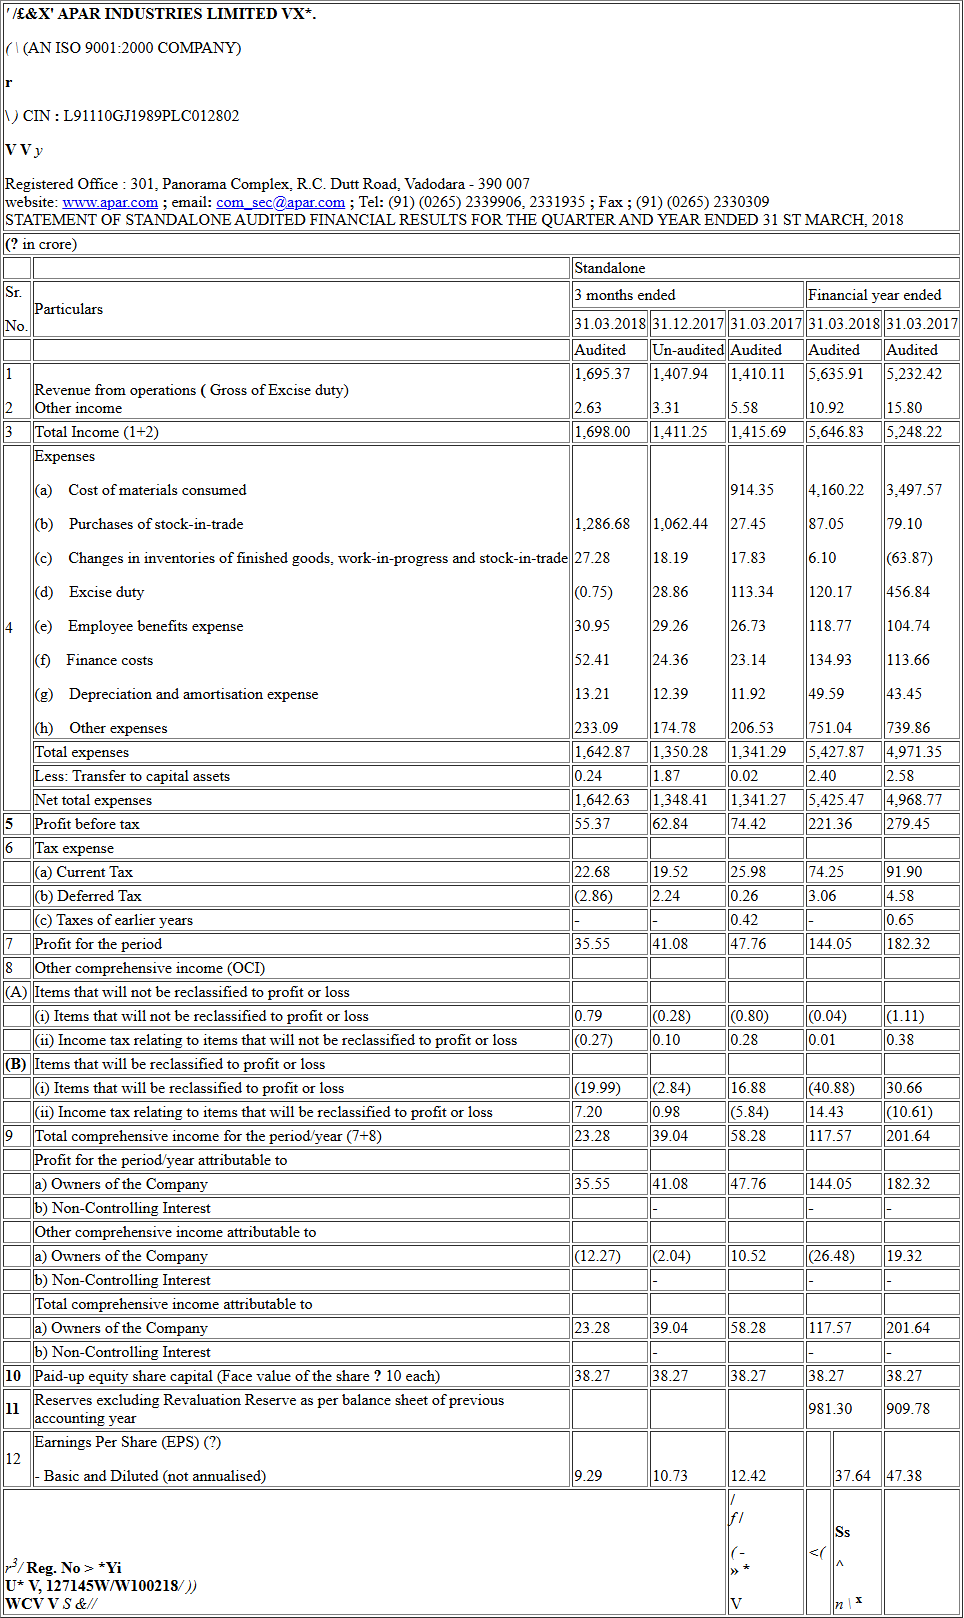 ' /£&X' APAR INDUSTRIES LIMITED VX*.
( \ (AN ISO 9001:2000 COMPANY)
r
\ ) CIN : L91110GJ1989PLC012802
V V y
Registered Office : 301, Panorama Complex, R.C. Dutt Road, Vadodara - 390 007
website: www.apar.com ; email: com_sec@apar.com ; Tel: (91) (0265) 2339906, 2331935 ; Fax ; (91) (0265) 2330309
STATEMENT OF STANDALONE AUDITED FINANCIAL RESULTS FOR THE QUARTER AND YEAR ENDED 31 ST MARCH, 2018
(? in crore)
Standalone
Sr. No. Particulars 3 months ended Financial year ended
31.03.2018 31.12.2017 31.03.2017 31.03.2018 31.03.2017
Audited Un-audited Audited Audited Audited
1 Revenue from operations ( Gross of Excise duty) 1,695.37 1,407.94 1,410.11 5,635.91 5,232.42
2 Other income 2.63 3.31 5.58 10.92 15.80
3 Total Income (1+2) 1,698.00 1,411.25 1,415.69 5,646.83 5,248.22
4 Expenses
(a) Cost of materials consumed 914.35 4,160.22 3,497.57
(b) Purchases of stock-in-trade 1,286.68 1,062.44 27.45 87.05 79.10
(c) Changes in inventories of finished goods, work-in-progress and stock-in-trade 27.28 18.19 17.83 6.10 (63.87)
(d) Excise duty (0.75) 28.86 113.34 120.17 456.84
(e) Employee benefits expense 30.95 29.26 26.73 118.77 104.74
(f) Finance costs 52.41 24.36 23.14 134.93 113.66
(g) Depreciation and amortisation expense 13.21 12.39 11.92 49.59 43.45
(h) Other expenses 233.09 174.78 206.53 751.04 739.86
Total expenses 1,642.87 1,350.28 1,341.29 5,427.87 4,971.35
Less: Transfer to capital assets 0.24 1.87 0.02 2.40 2.58
Net total expenses 1,642.63 1,348.41 1,341.27 5,425.47 4,968.77
5 Profit before tax 55.37 62.84 74.42 221.36 279.45
6 Tax expense
(a) Current Tax 22.68 19.52 25.98 74.25 91.90
(b) Deferred Tax (2.86) 2.24 0.26 3.06 4.58
(c) Taxes of earlier years - - 0.42 - 0.65
7 Profit for the period 35.55 41.08 47.76 144.05 182.32
8 Other comprehensive income (OCI)
(A) Items that will not be reclassified to profit or loss
(i) Items that will not be reclassified to profit or loss 0.79 (0.28) (0.80) (0.04) (1.11)
(ii) Income tax relating to items that will not be reclassified to profit or loss (0.27) 0.10 0.28 0.01 0.38
(B) Items that will be reclassified to profit or loss
(i) Items that will be reclassified to profit or loss (19.99) (2.84) 16.88 (40.88) 30.66
(ii) Income tax relating to items that will be reclassified to profit or loss 7.20 0.98 (5.84) 14.43 (10.61)
9 Total comprehensive income for the period/year (7+8) 23.28 39.04 58.28 117.57 201.64
Profit for the period/year attributable to
a) Owners of the Company 35.55 41.08 47.76 144.05 182.32
b) Non-Controlling Interest - - -
Other comprehensive income attributable to
a) Owners of the Company (12.27) (2.04) 10.52 (26.48) 19.32
b) Non-Controlling Interest - - -
Total comprehensive income attributable to
a) Owners of the Company 23.28 39.04 58.28 117.57 201.64
b) Non-Controlling Interest - - -
10 Paid-up equity share capital (Face value of the share ? 10 each) 38.27 38.27 38.27 38.27 38.27
11 Reserves excluding Revaluation Reserve as per balance sheet of previous accounting year 981.30 909.78
12 Earnings Per Share (EPS) (?)
- Basic and Diluted (not annualised) 9.29 10.73 12.42 37.64 47.38
/
f /
Ss
( - <( ^
» *
r3/ Reg. No > *Yi
U* V, 127145W/W100218/ ))
WCV V S &// V n \ x